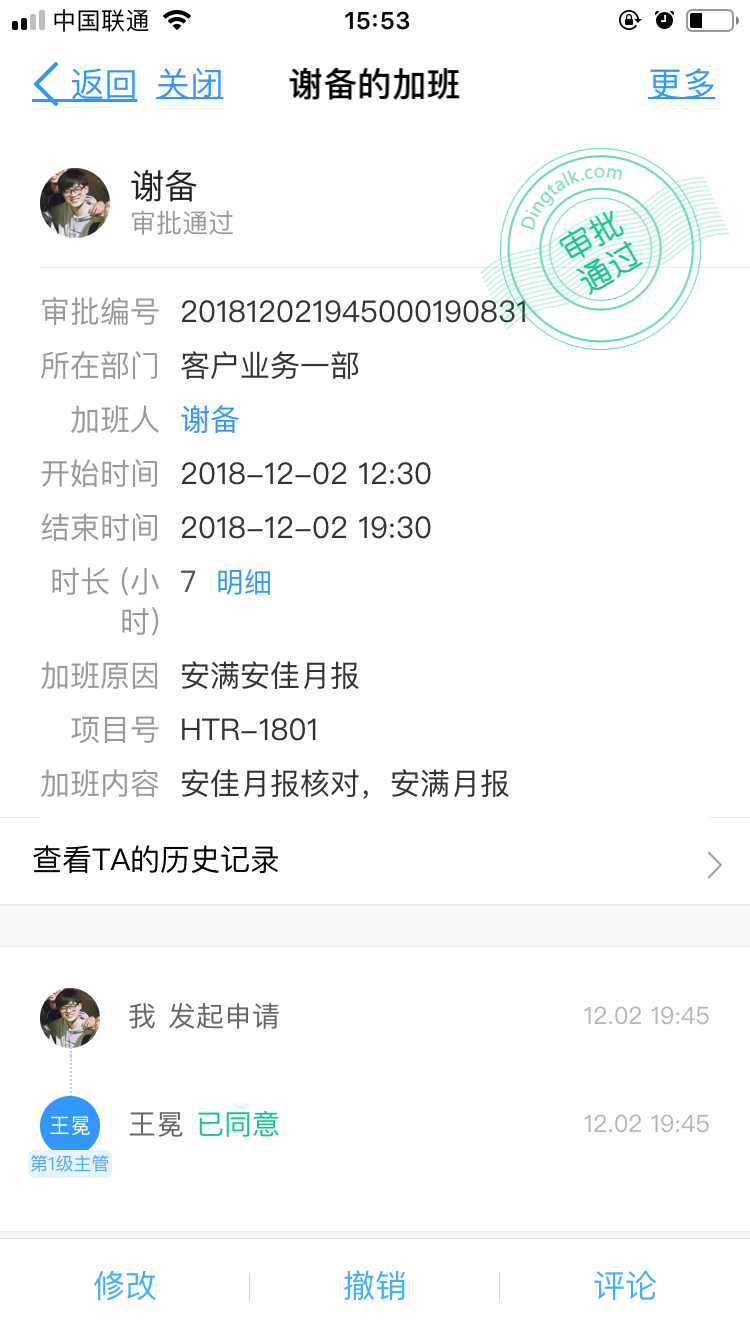 中国联通 15:53
返回 关闭 谢备的加班 更多
谢备
审批通过
Dingtalk.com
审批
通过
审批编号 201812021945000190831
所在部门 客户业务一部
加班人 谢备
开始时间 2018-12-02 12:30
结束时间 2018-12-02 19:30
时长 (小 7 明细
时)
加班原因 安满安佳月报
项目号 HTR-1801
加班内容 安佳月报核对，安满月报
查看TA的历史记录
我 发起申请 12.02 19:45
王冕 王冕 已同意 12.02 19:45
第1级主管
修改 撤销 评论